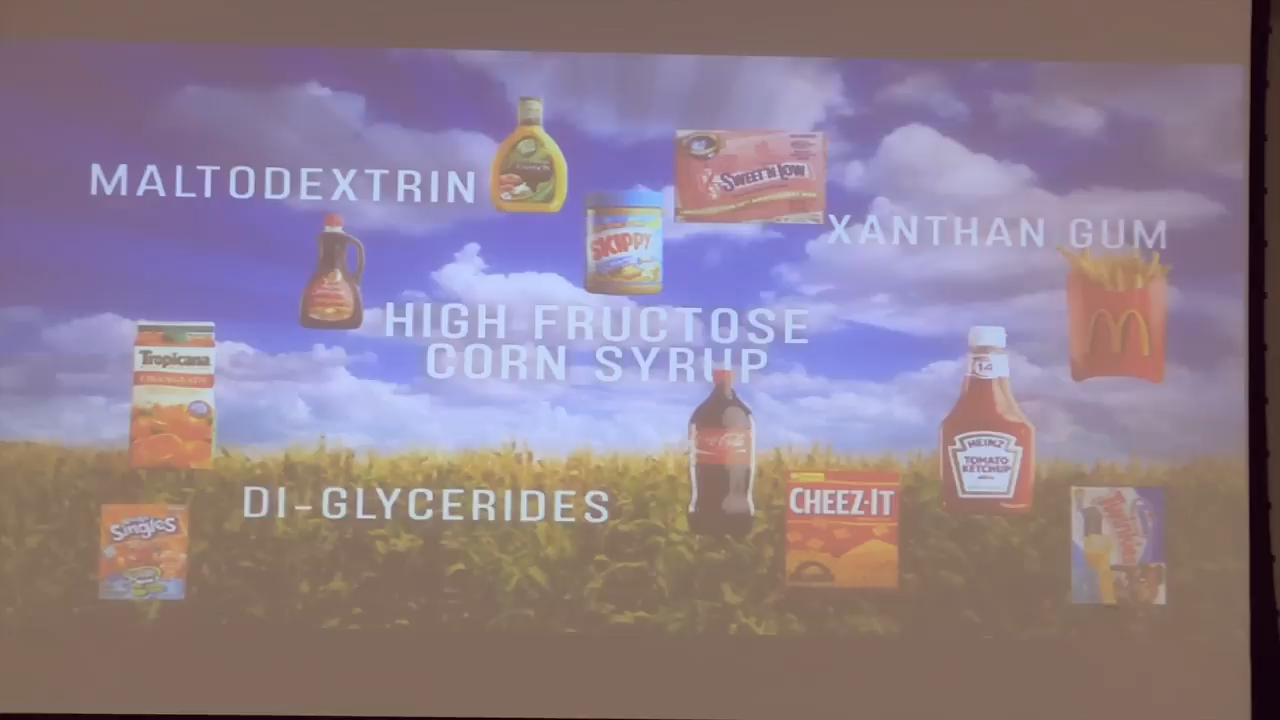 MALTODEXTRIN
SWEET'N LOW
SKIPPY
XANTHAN GUM
HIGH FRUCTOSE
CORN SYRUP
Tropicana
14
HEINZ
TOMATO
KETCHUP
CHEEZ-IT
DI-GLYCERIDES
Singles